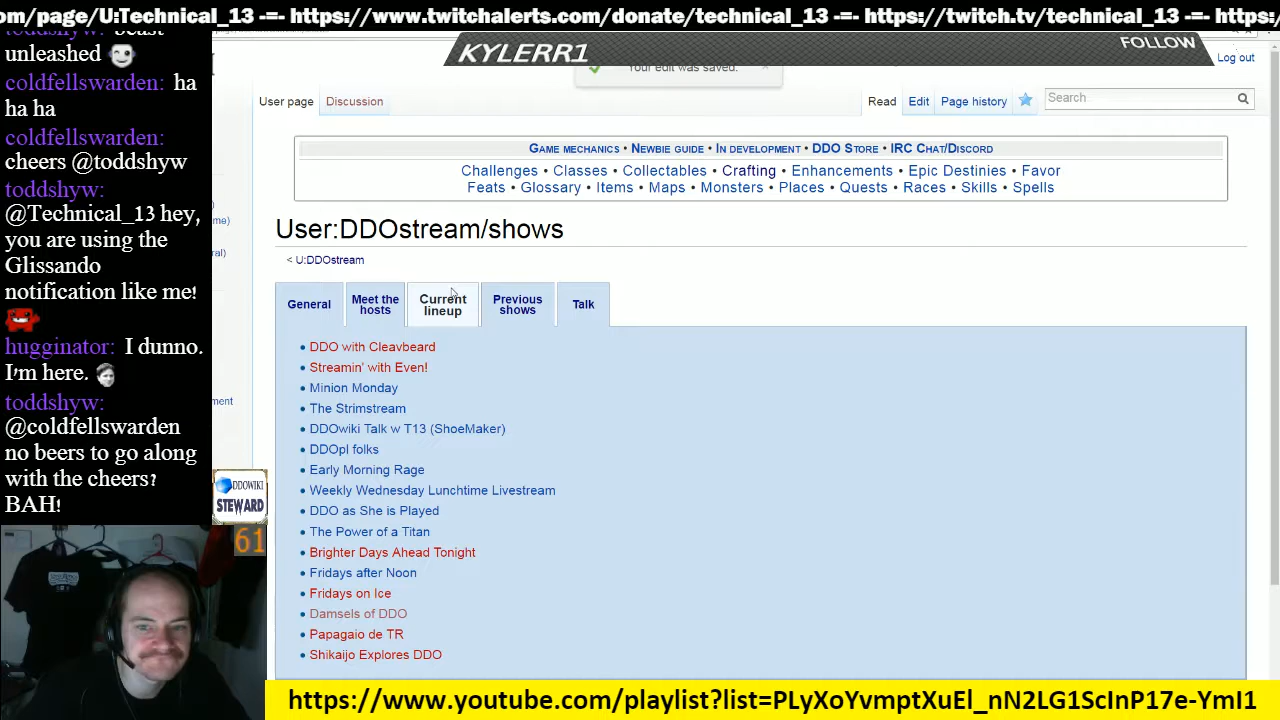 om/page/U:Technical_13 -=- https://www.twitchalerts.com/donate/technical_13 -=- https://twitch.tv/technical_13 -=- https:/
toddshyw: beast
unleashed
coldfellswarden: ha
ha ha
coldfellswarden:
cheers @toddshyw
toddshyw:
@Technical_13 hey,
you are using the
Glissando
notification like me!
hugginator: I dunno.
I'm here.
toddshyw:
@coldfellswarden
no beers to go along
with the cheers?
BAH!
KYLERR1
FOLLOW
Your edit was saved.
Log out
User page
Discussion
Read
Edit
Page history
Search
Game mechanics • Newbie guide • In development • DDO Store • IRC Chat/Discord
Challenges • Classes • Collectables • Crafting • Enhancements • Epic Destinies • Favor
Feats • Glossary • Items • Maps • Monsters • Places • Quests • Races • Skills • Spells
User:DDOstream/shows
< U:DDOstream
General
Meet the
hosts
Current
lineup
Previous
shows
Talk
• DDO with Cleavbeard
• Streamin' with Even!
• Minion Monday
• The Strimstream
• DDOwiki Talk w T13 (ShoeMaker)
• DDOpl folks
• Early Morning Rage
• Weekly Wednesday Lunchtime Livestream
• DDO as She is Played
• The Power of a Titan
• Brighter Days Ahead Tonight
• Fridays after Noon
• Fridays on Ice
• Damsels of DDO
• Papagaio de TR
• Shikaijo Explores DDO
me)
ral)
ment
DDOWIKI
STEWARD
61
https://www.youtube.com/playlist?list=PLyXoYvmptXuEl_nN2LG1ScInP17e-YmI1